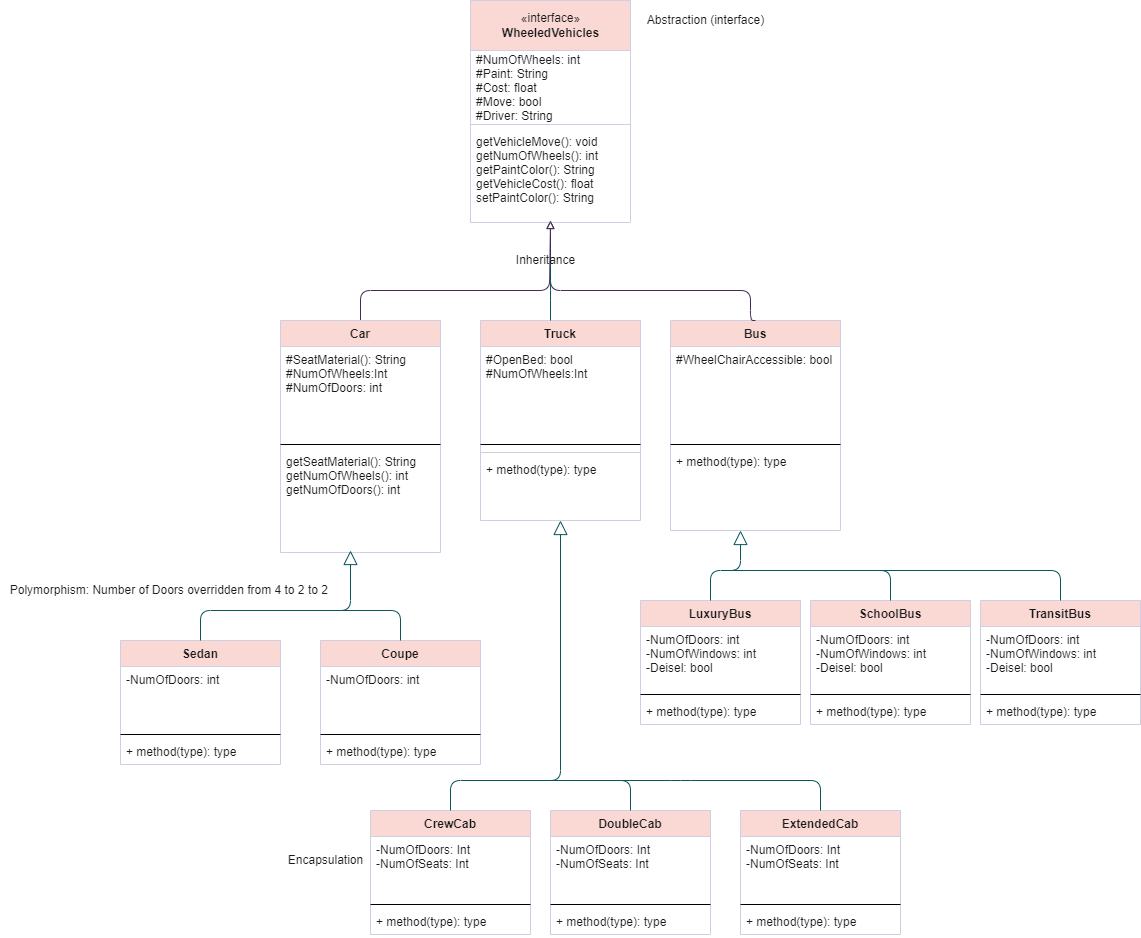 «interface»
WheeledVehicles
Abstraction (interface)
#NumOfWheels: int
#Paint: String
#Cost: float
#Move: bool
#Driver: String
getVehicleMove(): void
getNumOfWheels(): int
getPaintColor(): String
getVehicleCost(): float
setPaintColor(): String
Inheritance
Car
#SeatMaterial(): String
#NumOfWheels:Int
#NumOfDoors: int
getSeatMaterial(): String
getNumOfWheels(): int
getNumOfDoors(): int
Truck
#OpenBed: bool
#NumOfWheels:Int
+ method(type): type
Bus
#WheelChairAccessible: bool
+ method(type): type
Polymorphism: Number of Doors overridden from 4 to 2 to 2
Sedan
-NumOfDoors: int
+ method(type): type
Coupe
-NumOfDoors: int
+ method(type): type
LuxuryBus
-NumOfDoors: int
-NumOfWindows: int
-Deisel: bool
+ method(type): type
SchoolBus
-NumOfDoors: int
-NumOfWindows: int
-Deisel: bool
+ method(type): type
TransitBus
-NumOfDoors: int
-NumOfWindows: int
-Deisel: bool
+ method(type): type
Encapsulation
CrewCab
-NumOfDoors: Int
-NumOfSeats: Int
+ method(type): type
DoubleCab
-NumOfDoors: Int
-NumOfSeats: Int
+ method(type): type
ExtendedCab
-NumOfDoors: Int
-NumOfSeats: Int
+ method(type): type